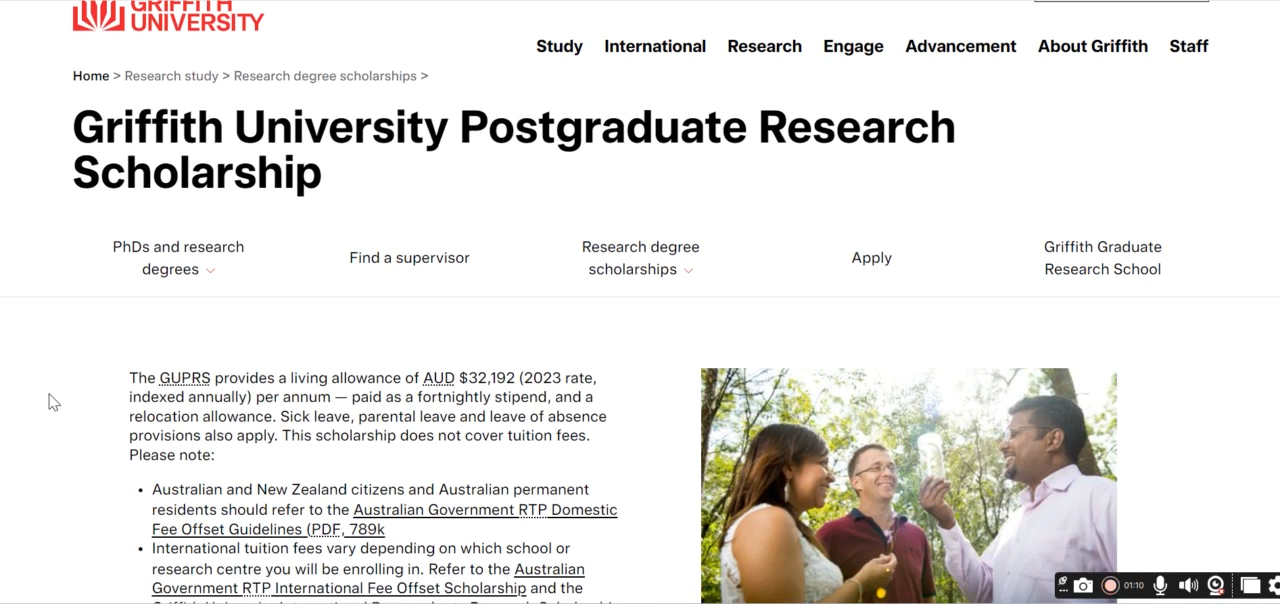 GRIFFITH
UNIVERSITY
Study International Research Engage Advancement About Griffith Staff
Home > Research study > Research degree scholarships >
Griffith University Postgraduate Research
Scholarship
PhDs and research
degrees
Find a supervisor
Research degree
scholarships
Apply
Griffith Graduate
Research School
The GUPRS provides a living allowance of AUD $32,192 (2023 rate,
indexed annually) per annum — paid as a fortnightly stipend, and a
relocation allowance. Sick leave, parental leave and leave of absence
provisions also apply. This scholarship does not cover tuition fees.
Please note:
• Australian and New Zealand citizens and Australian permanent
residents should refer to the Australian Government RTP Domestic
Fee Offset Guidelines (PDF, 789k
• International tuition fees vary depending on which school or
research centre you will be enrolling in. Refer to the Australian
Government RTP International Fee Offset Scholarship and the
01:10